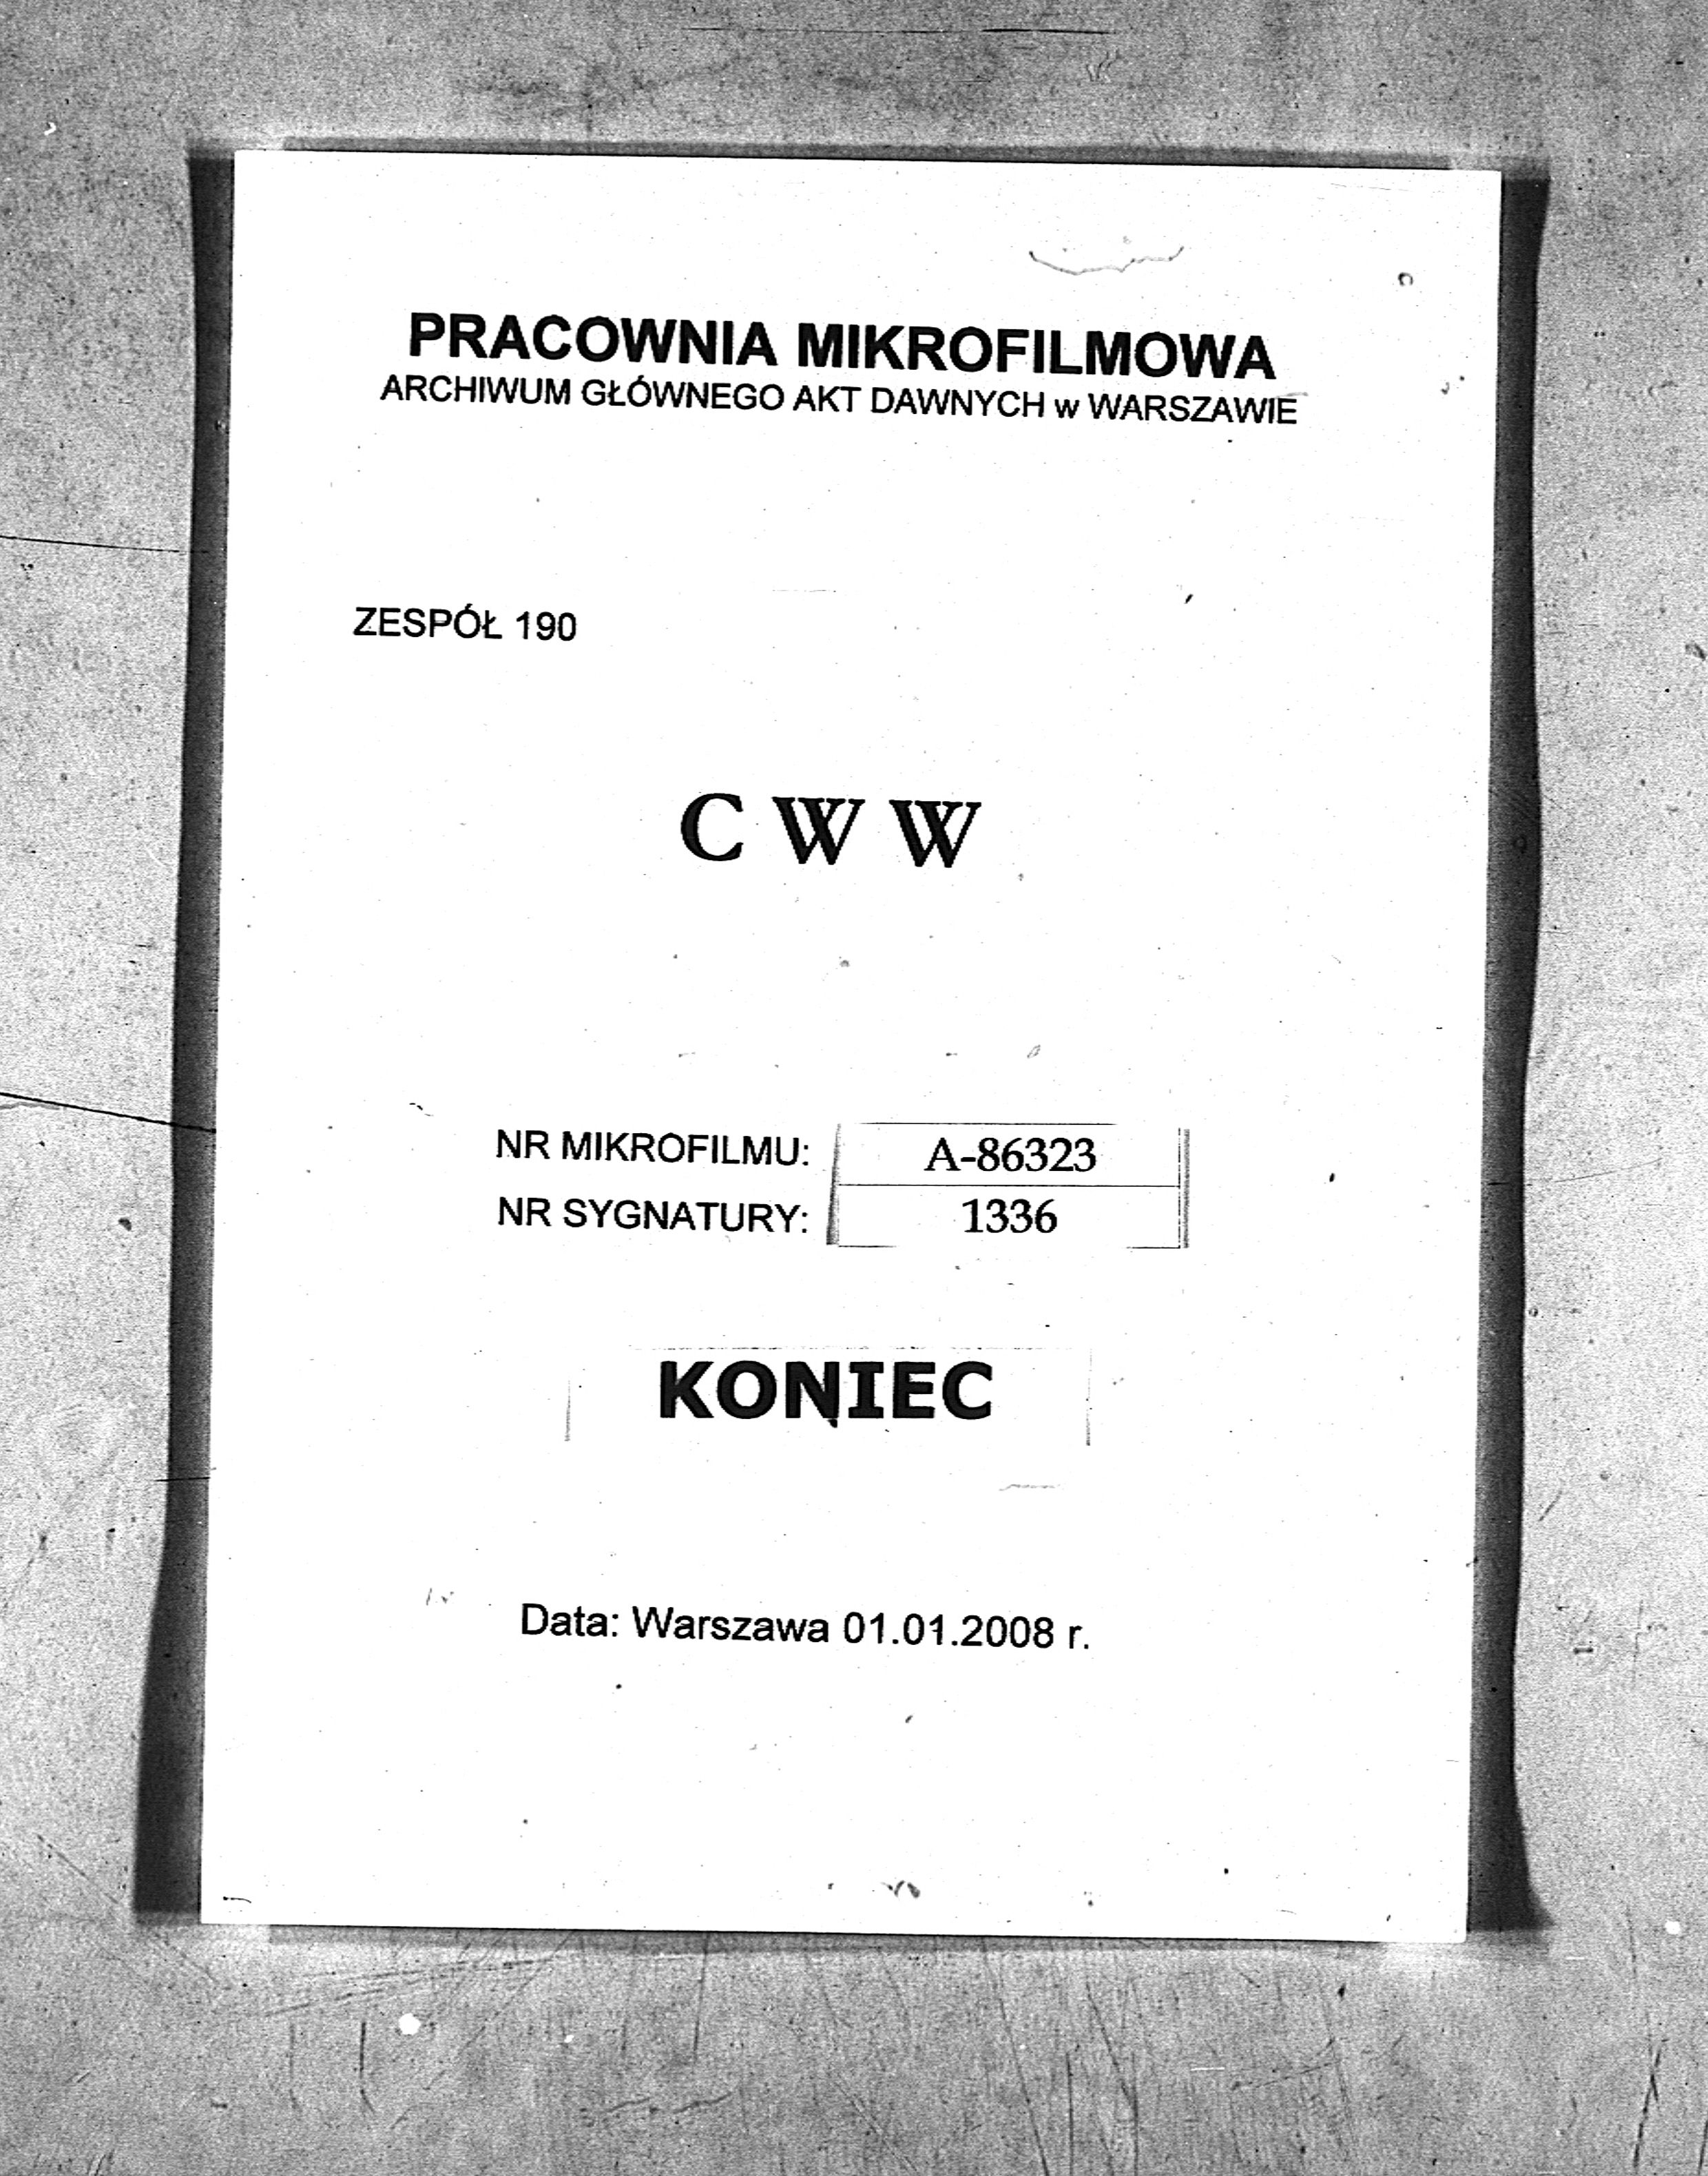 PRACOWNIA MIKROFILMOWA
ARCHIWUM GŁÓWNEGO AKT DAWNYCH w WARSZAWIE
ZESPÓŁ 190
C W W
NR MIKROFILMU: A-86323
NR SYGNATURY: 1336
KONIEC
Data: Warszawa 01.01.2008 r.